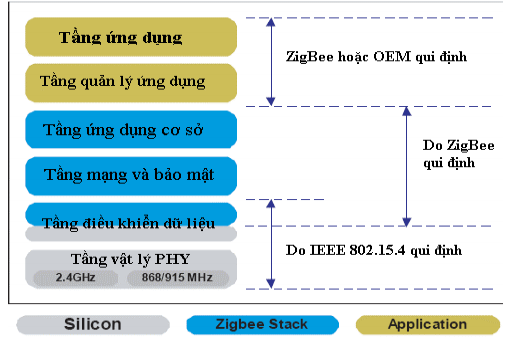 Tầng ứng dụng
Tầng quản lý ứng dụng
Tầng ứng dụng cơ sở
Tầng mạng và bảo mật
Tầng điều khiển dữ liệu
Tầng vật lý PHY
2.4GHz
868/915 MHz
ZigBee hoặc OEM qui định
Do ZigBee
qui định
Do IEEE 802.15.4 qui định
Silicon
Zigbee Stack
Application